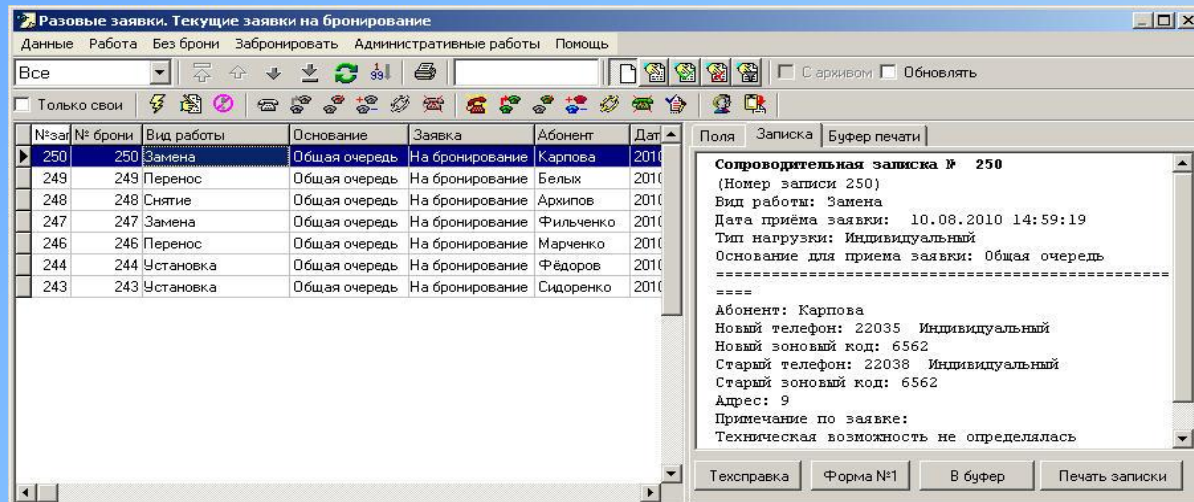 Разовые заявки. Текущие заявки на бронирование
Данные Работа Без брони Забронировать Административные работы Помощь
Все С архивом Обновлять
Только свои
№заг № брони Вид работы Основание Заявка Абонент Дат
250 250 Замена Общая очередь На бронирование Карпова 2010
249 249 Перенос Общая очередь На бронирование Белых 2010
248 248 Снятие Общая очередь На бронирование Архипов 2010
247 247 Замена Общая очередь На бронирование Фильченко 2010
246 246 Перенос Общая очередь На бронирование Марченко 2010
244 244 Установка Общая очередь На бронирование Фёдоров 2010
243 243 Установка Общая очередь На бронирование Сидоренко 2010
Поля Записка Буфер печати
Сопроводительная записка № 250
(Номер записи 250)
Вид работы: Замена
Дата приёма заявки: 10.08.2010 14:59:19
Тип нагрузки: Индивидуальный
Основание для приема заявки: Общая очередь
==================================================
====
Абонент: Карпова
Новый телефон: 22035 Индивидуальный
Новый зоновый код: 6562
Старый телефон: 22038 Индивидуальный
Старый зоновый код: 6562
Адрес: 9
Примечание по заявке:
Техническая возможность не определялась
Техсправка Форма №1 В буфер Печать записки